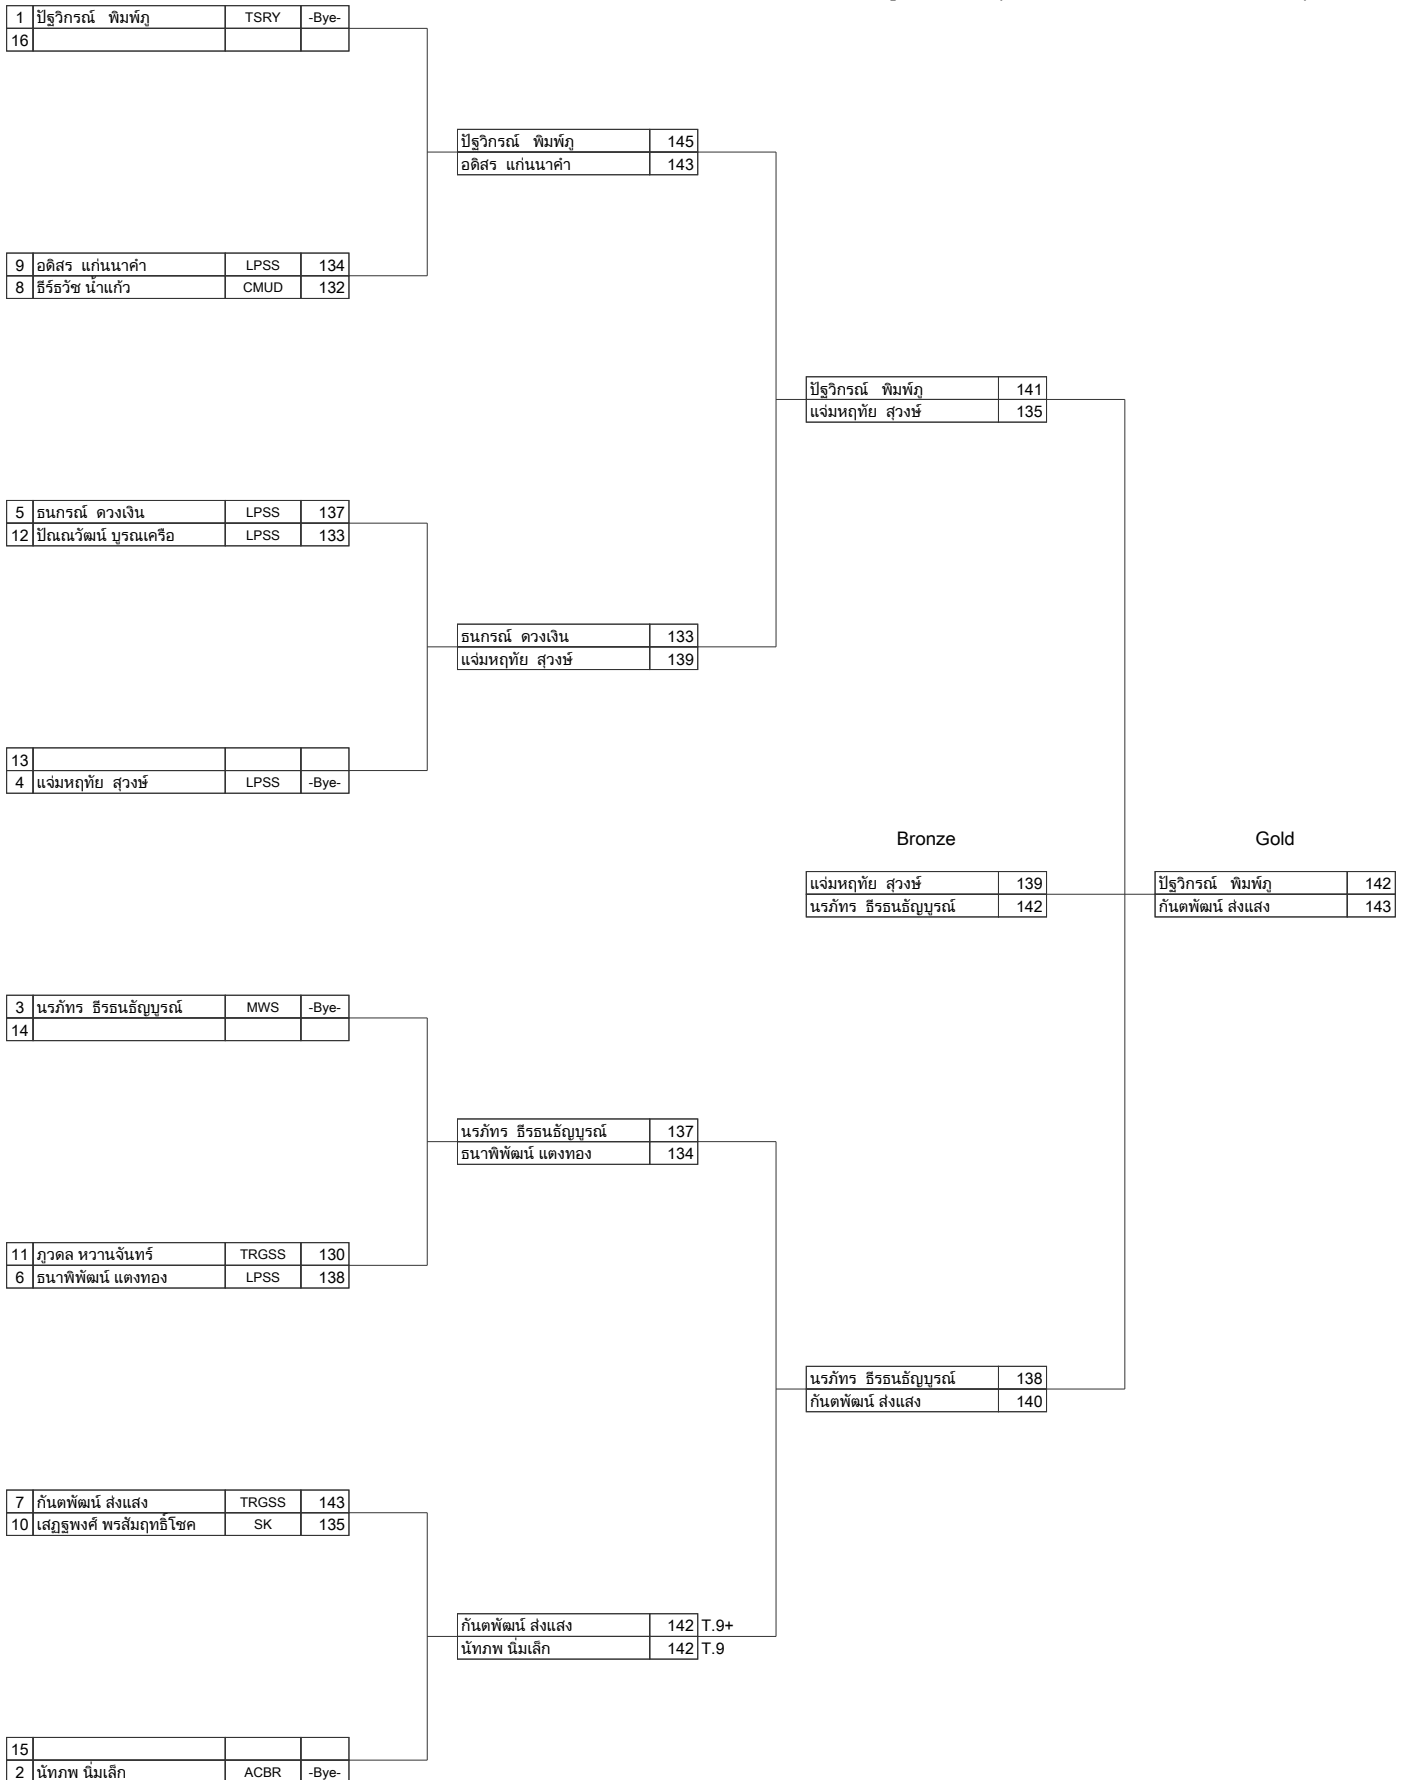 1 ปัฐวิกรณ์ พิมพ์ภู TSRY -Bye-
16
ปัฐวิกรณ์ พิมพ์ภู 145
อดิสร แก่นนาคำ 143
9 อดิสร แก่นนาคำ LPSS 134
8 ธีร์ธวัช น้ำแก้ว CMUD 132
ปัฐวิกรณ์ พิมพ์ภู 141
แจ่มหฤทัย สุวงษ์ 135
5 ธนกรณ์ ดวงเงิน LPSS 137
12 ปัณณวัฒน์ บูรณเครือ LPSS 133
ธนกรณ์ ดวงเงิน 133
แจ่มหฤทัย สุวงษ์ 139
13
4 แจ่มหฤทัย สุวงษ์ LPSS -Bye-
Bronze Gold
แจ่มหฤทัย สุวงษ์ 139 ปัฐวิกรณ์ พิมพ์ภู 142
นรภัทร ธีรธนธัญบูรณ์ 142 กันตพัฒน์ ส่งแสง 143
3 นรภัทร ธีรธนธัญบูรณ์ MWS -Bye-
14
นรภัทร ธีรธนธัญบูรณ์ 137
ธนาพิพัฒน์ แตงทอง 134
11 ภูวดล หวานจันทร์ TRGSS 130
6 ธนาพิพัฒน์ แตงทอง LPSS 138
นรภัทร ธีรธนธัญบูรณ์ 138
กันตพัฒน์ ส่งแสง 140
7 กันตพัฒน์ ส่งแสง TRGSS 143
10 เสฏฐพงศ์ พรสัมฤทธิ์โชค SK 135
กันตพัฒน์ ส่งแสง 142 T.9+
นัทภพ นิ่มเล็ก 142 T.9
15
2 นัทภพ นิ่มเล็ก ACBR -Bye-